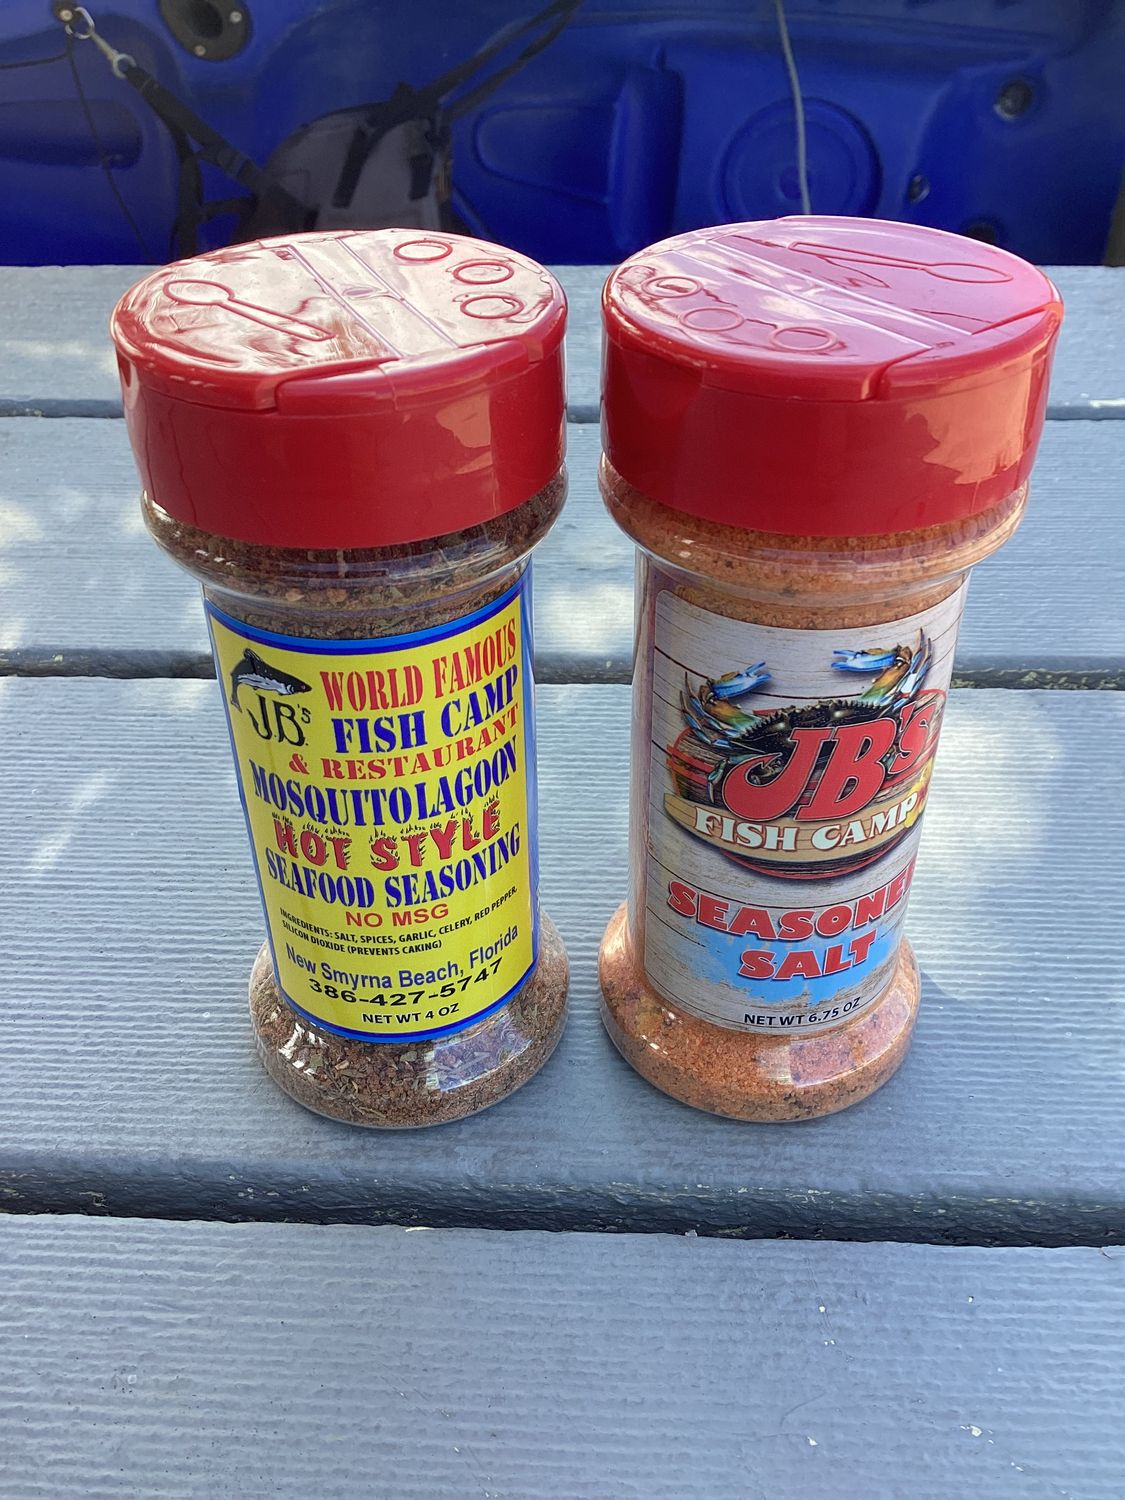 WORLD FAMOUS
J.B.'s
FISH CAMP
& RESTAURANT
MOSQUITO LAGOON
HOT STYLE
SEAFOOD SEASONING
NO MSG
INGREDIENTS: SALT, SPICES, GARLIC, CELERY, RED PEPPER,
SILICON DIOXIDE (PREVENTS CAKING)
New Smyrna Beach, Florida
386-427-5747
NET WT 4 OZ
JB's
FISH CAMP
SEASONED
SALT
NET WT 6.75 OZ